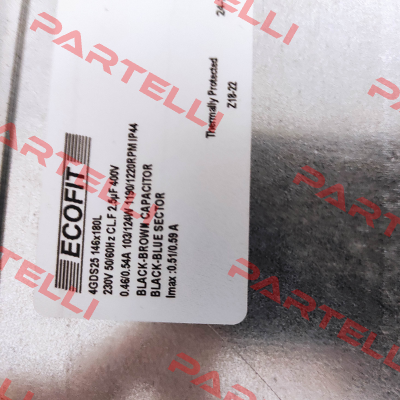 ECOFIT
4GDS25 146x180L
230V 50/60Hz CL.F 2.5µF 400V
0.46/0.54A 103/124W 1190/1220RPM IP44
BLACK-BROWN CAPACITOR
BLACK-BLUE SECTOR
Imax :0.51/0.59 A
Thermally Protected
Z18-22
PARTELLI
PARTELLI
PARTELLI
PARTELLI
PARTELLI